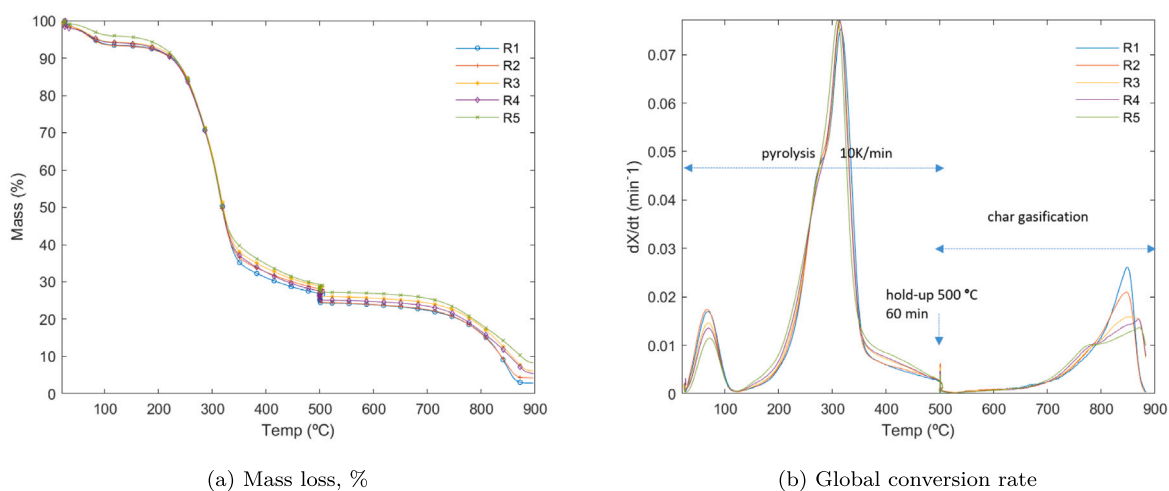 100
90
80
70
60
50
40
30
20
10
0
Mass (%)
R1
R2
R3
R4
R5
100 200 300 400 500 600 700 800 900
Temp (ºC)
(a) Mass loss, %
0.07
0.06
0.05
0.04
0.03
0.02
0.01
0
dX/dt (min⁻1)
R1
R2
R3
R4
R5
pyrolysis 10K/min
char gasification
hold-up 500 °C
60 min
100 200 300 400 500 600 700 800 900
Temp (ºC)
(b) Global conversion rate